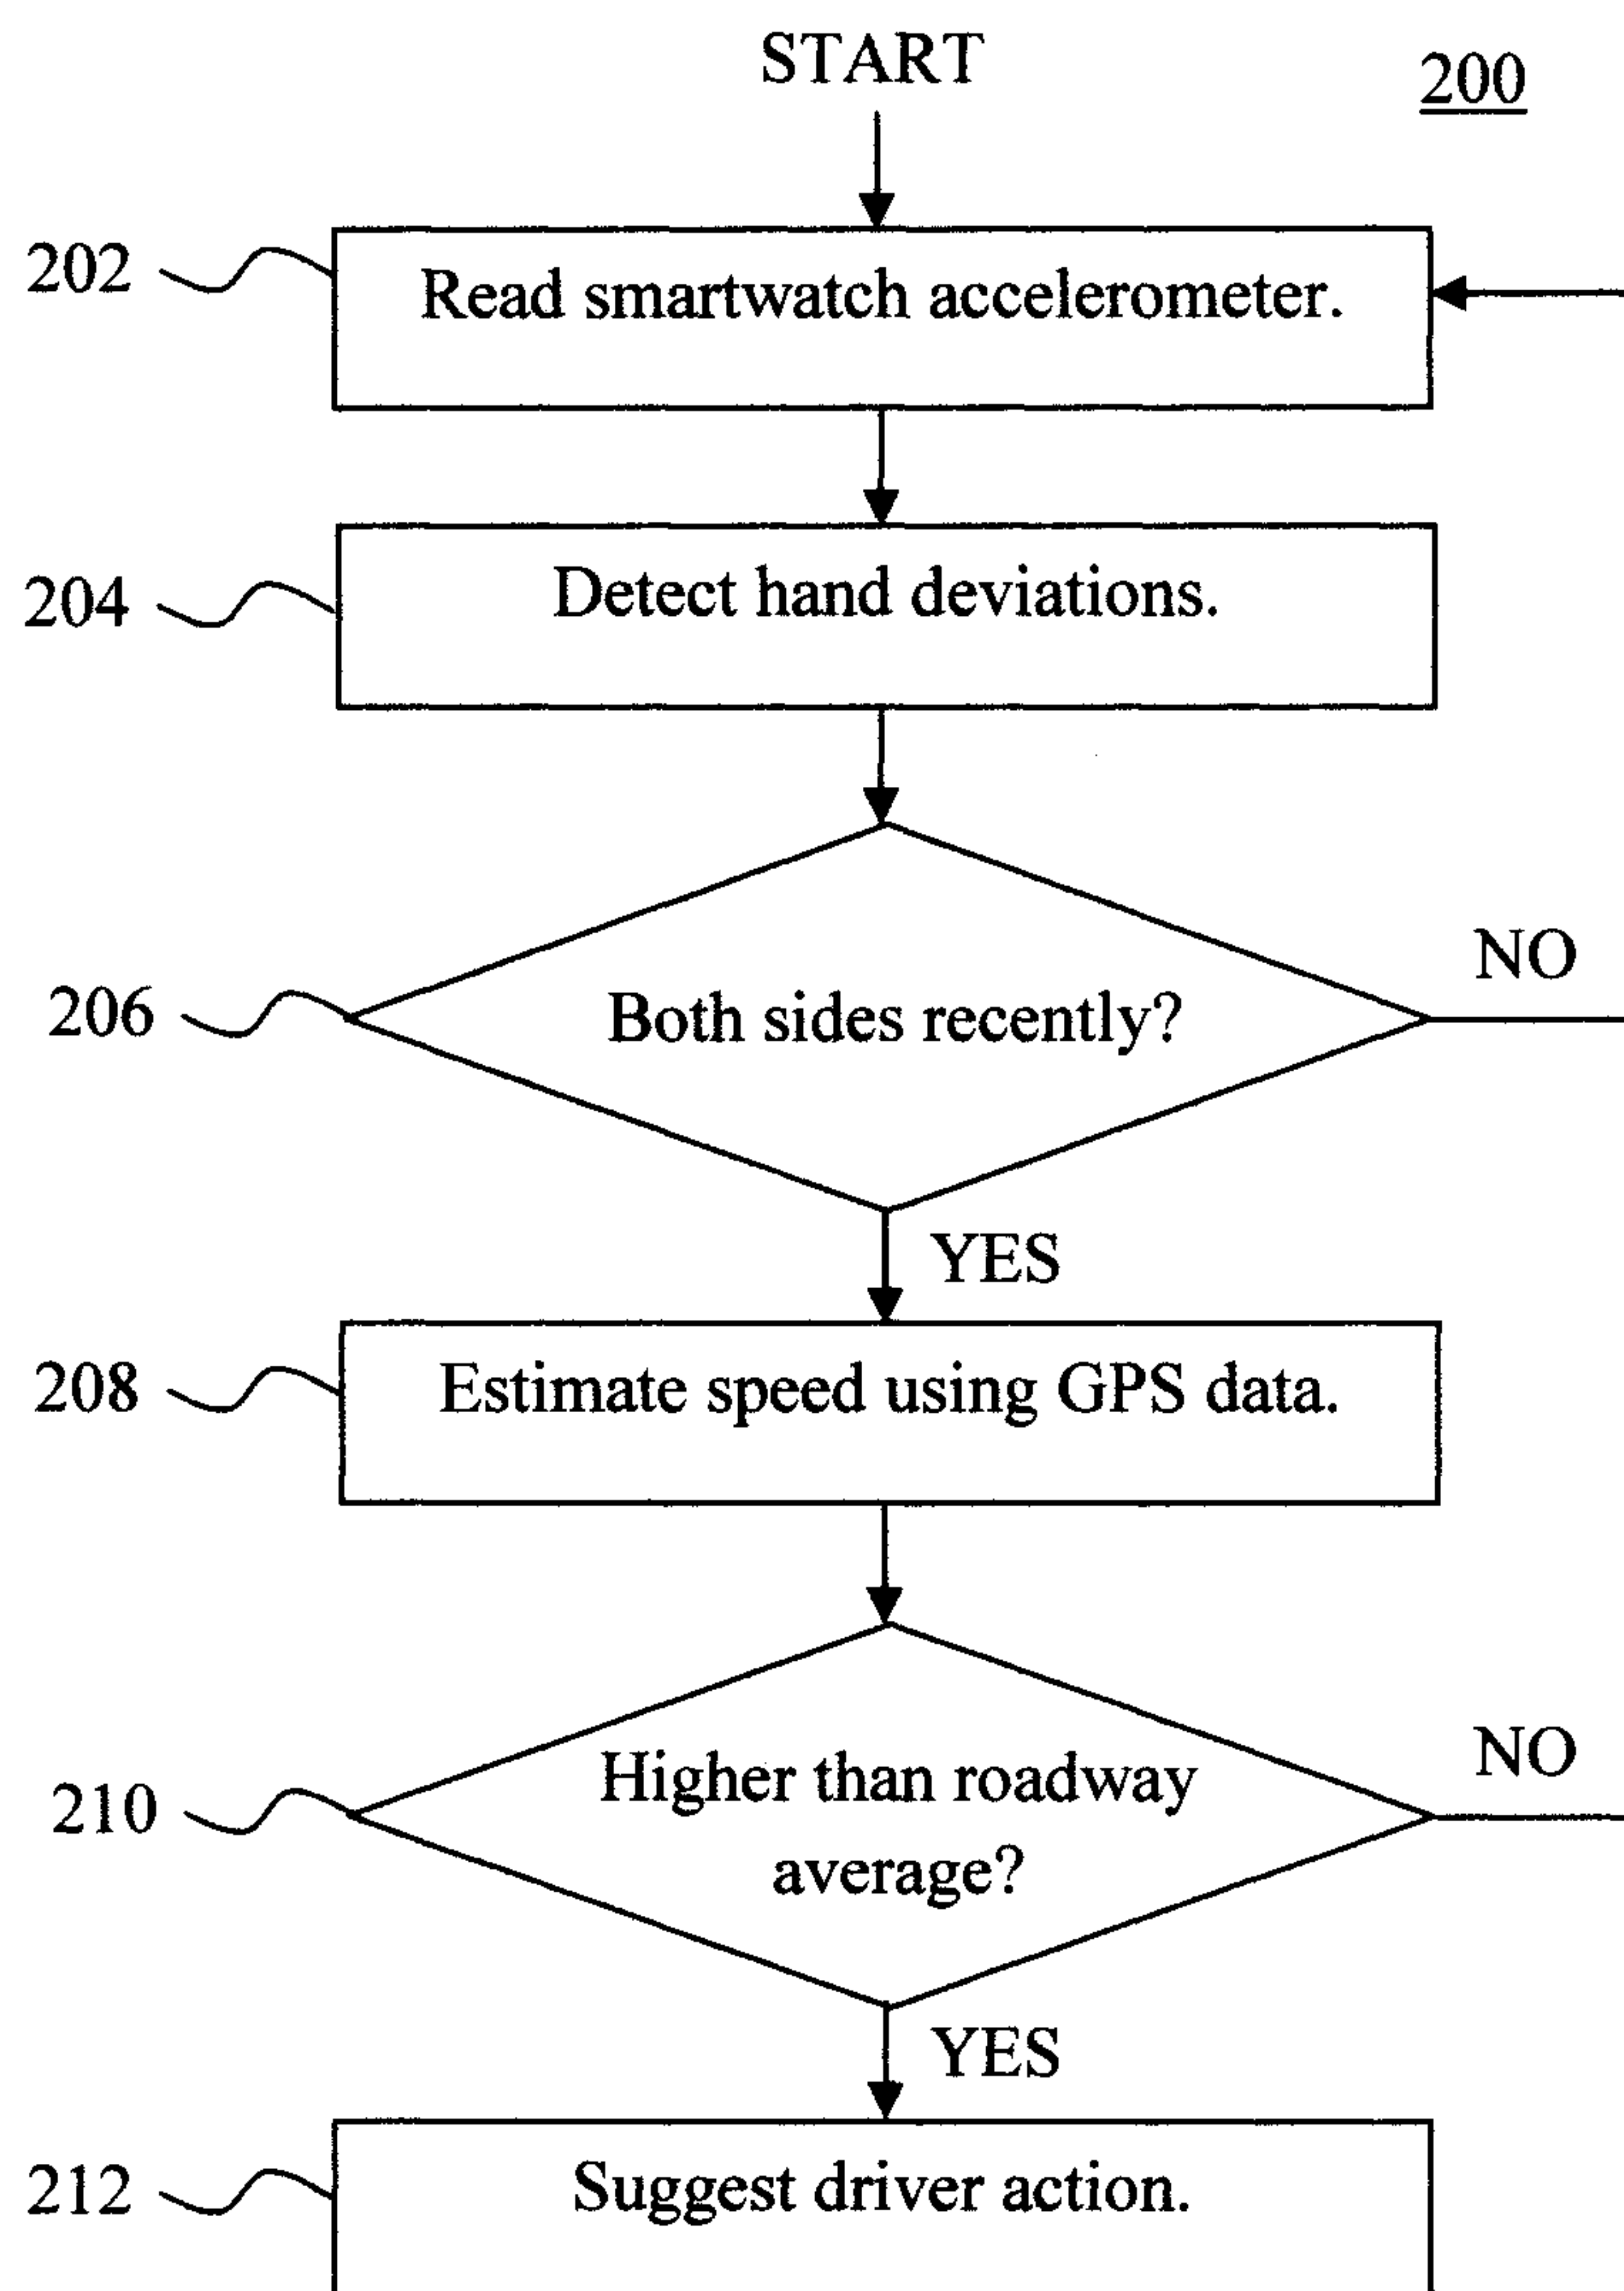 START
200
202
Read smartwatch accelerometer.
204
Detect hand deviations.
206
Both sides recently?
NO
YES
208
Estimate speed using GPS data.
210
Higher than roadway
average?
NO
YES
212
Suggest driver action.